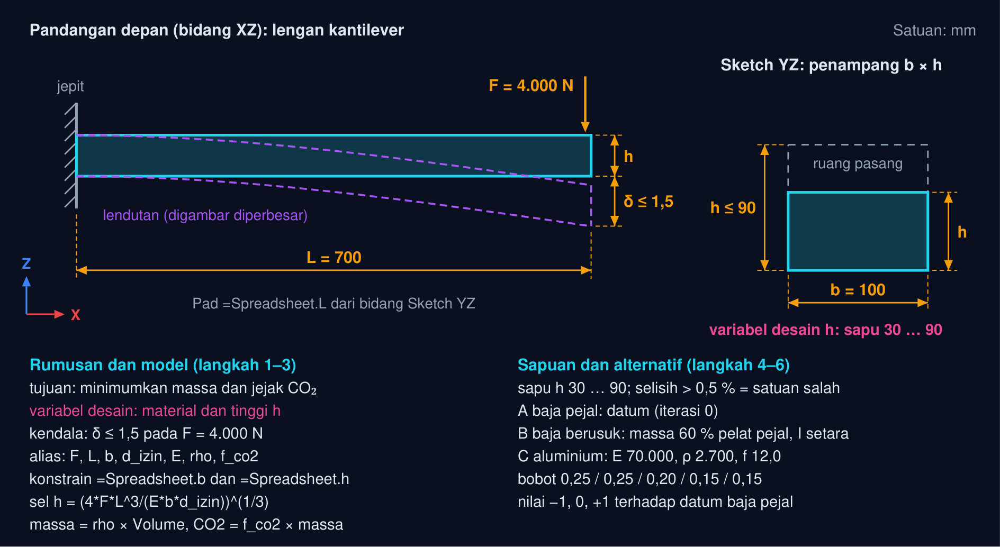 Pandangan depan (bidang XZ): lengan kantilever
Satuan: mm
Sketch YZ: penampang b × h
jepit
F = 4.000 N
h
δ ≤ 1,5
lendutan (digambar diperbesar)
L = 700
Z
X
Pad =Spreadsheet.L dari bidang Sketch YZ
ruang pasang
h ≤ 90
h
b = 100
variabel desain h: sapu 30 … 90
Rumusan dan model (langkah 1–3)
tujuan: minimumkan massa dan jejak CO₂
variabel desain: material dan tinggi h
kendala: δ ≤ 1,5 pada F = 4.000 N
alias: F, L, b, d_izin, E, rho, f_co2
konstrain =Spreadsheet.b dan =Spreadsheet.h
sel h = (4*F*L^3/(E*b*d_izin))^(1/3)
massa = rho × Volume, CO2 = f_co2 × massa
Sapuan dan alternatif (langkah 4–6)
sapu h 30 … 90; selisih > 0,5 % = satuan salah
A baja pejal: datum (iterasi 0)
B baja berusuk: massa 60 % pelat pejal, I setara
C aluminium: E 70.000, ρ 2.700, f 12,0
bobot 0,25 / 0,25 / 0,20 / 0,15 / 0,15
nilai −1, 0, +1 terhadap datum baja pejal